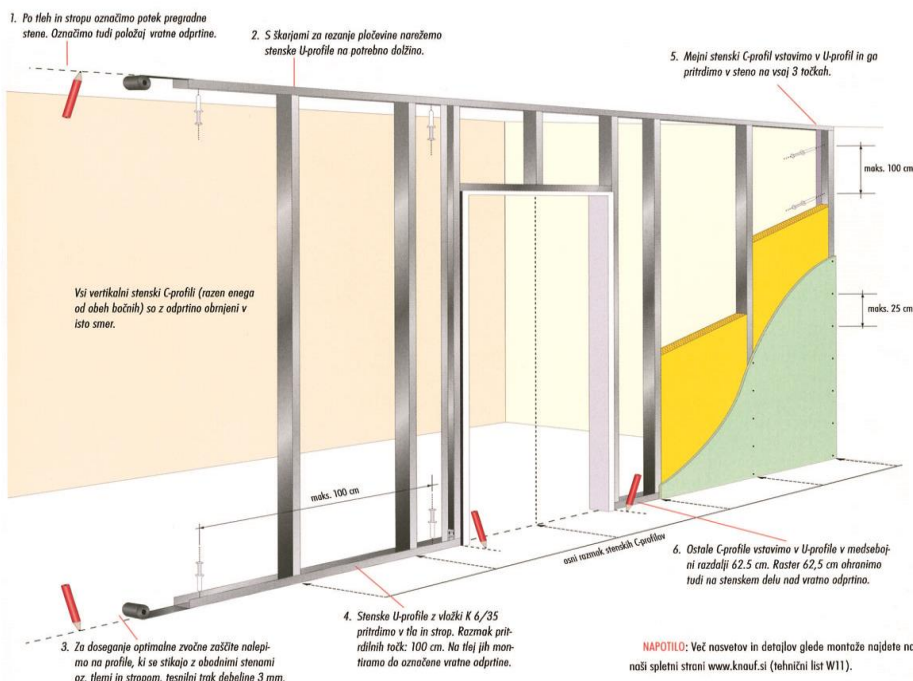 1. Po tleh in stropu označimo potek pregradne
stene. Označimo tudi položaj vratne odprtine.
2. S škarjami za rezanje pločevine narežemo
stenske U-profile na potrebno dolžino.
5. Mejni stenski C-profil vstavimo v U-profil in ga
pritrdimo v steno na vsaj 3 točkah.
maks. 100 cm
Vsi vertikalni stenski C-profili (razen enega
od obeh bočnih) so z odprtino obrnjeni v
isto smer.
maks. 25 cm
maks. 100 cm
osni razmak stenskih C-profilov
6. Ostale C-profile vstavimo v U-profile v medseboj-
ni razdalji 62.5 cm. Raster 62,5 cm ohranimo
tudi na stenskem delu nad vratno odprtino.
4. Stenske U-profile z vložki K 6/35
pritrdimo v tla in strop. Razmak prit-
rdilnih točk: 100 cm. Na tlej jih mon-
tiramo do označene vratne odprtine.
3. Za doseganje optimalne zvočne zaščite nalepi-
mo na profile, ki se stikajo z obodnimi stenami
oz. tlemi in stropom, tesnilni trak debeline 3 mm.
NAPOTILO: Več nasvetov in detajlov glede montaže najdete na
naši spletni strani www.knauf.si (tehnični list W11).